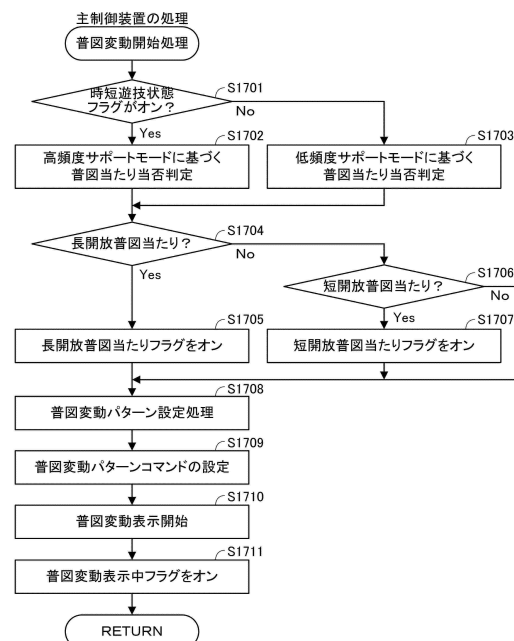 主制御装置の処理
普図変動開始処理
S1701
時短遊技状態
フラグがオン？
No
Yes
S1702
高頻度サポートモードに基づく
普図当たり当否判定
S1703
低頻度サポートモードに基づく
普図当たり当否判定
S1704
長開放普図当たり？
No
Yes
S1706
短開放普図当たり？
No
Yes
S1705
長開放普図当たりフラグをオン
S1707
短開放普図当たりフラグをオン
S1708
普図変動パターン設定処理
S1709
普図変動パターンコマンドの設定
S1710
普図変動表示開始
S1711
普図変動表示中フラグをオン
RETURN